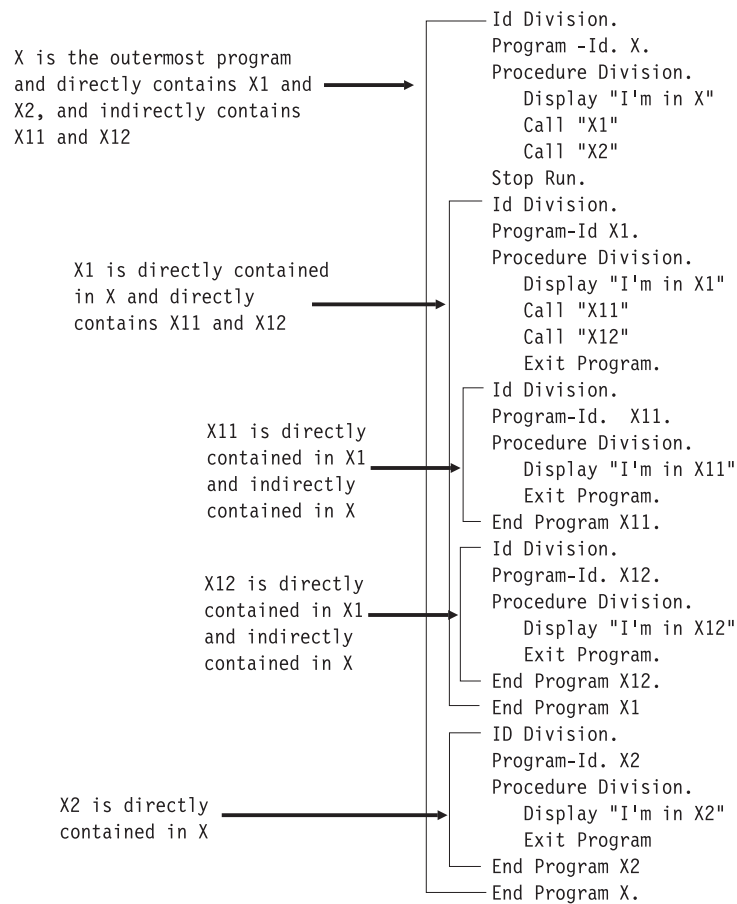 Id Division.
Program -Id. X.
X is the outermost program
and directly contains X1 and
X2, and indirectly contains
X11 and X12
Procedure Division.
Display "I'm in X"
Call "X1"
Call "X2"
Stop Run.
Id Division.
Program-Id X1.
Procedure Division.
X1 is directly contained
in X and directly
contains X11 and X12
Display "I'm in X1"
Call "X11"
Call "X12"
Exit Program.
Id Division.
Program-Id. X11.
X11 is directly
contained in X1
and indirectly
contained in X
Procedure Division.
Display "I'm in X11"
Exit Program.
End Program X11.
Id Division.
Program-Id. X12.
X12 is directly
contained in X1
and indirectly
contained in X
Procedure Division.
Display "I'm in X12"
Exit Program.
End Program X12.
End Program X1
ID Division.
Program-Id. X2
Procedure Division.
X2 is directly
contained in X
Display "I'm in X2"
Exit Program
End Program X2
End Program X.